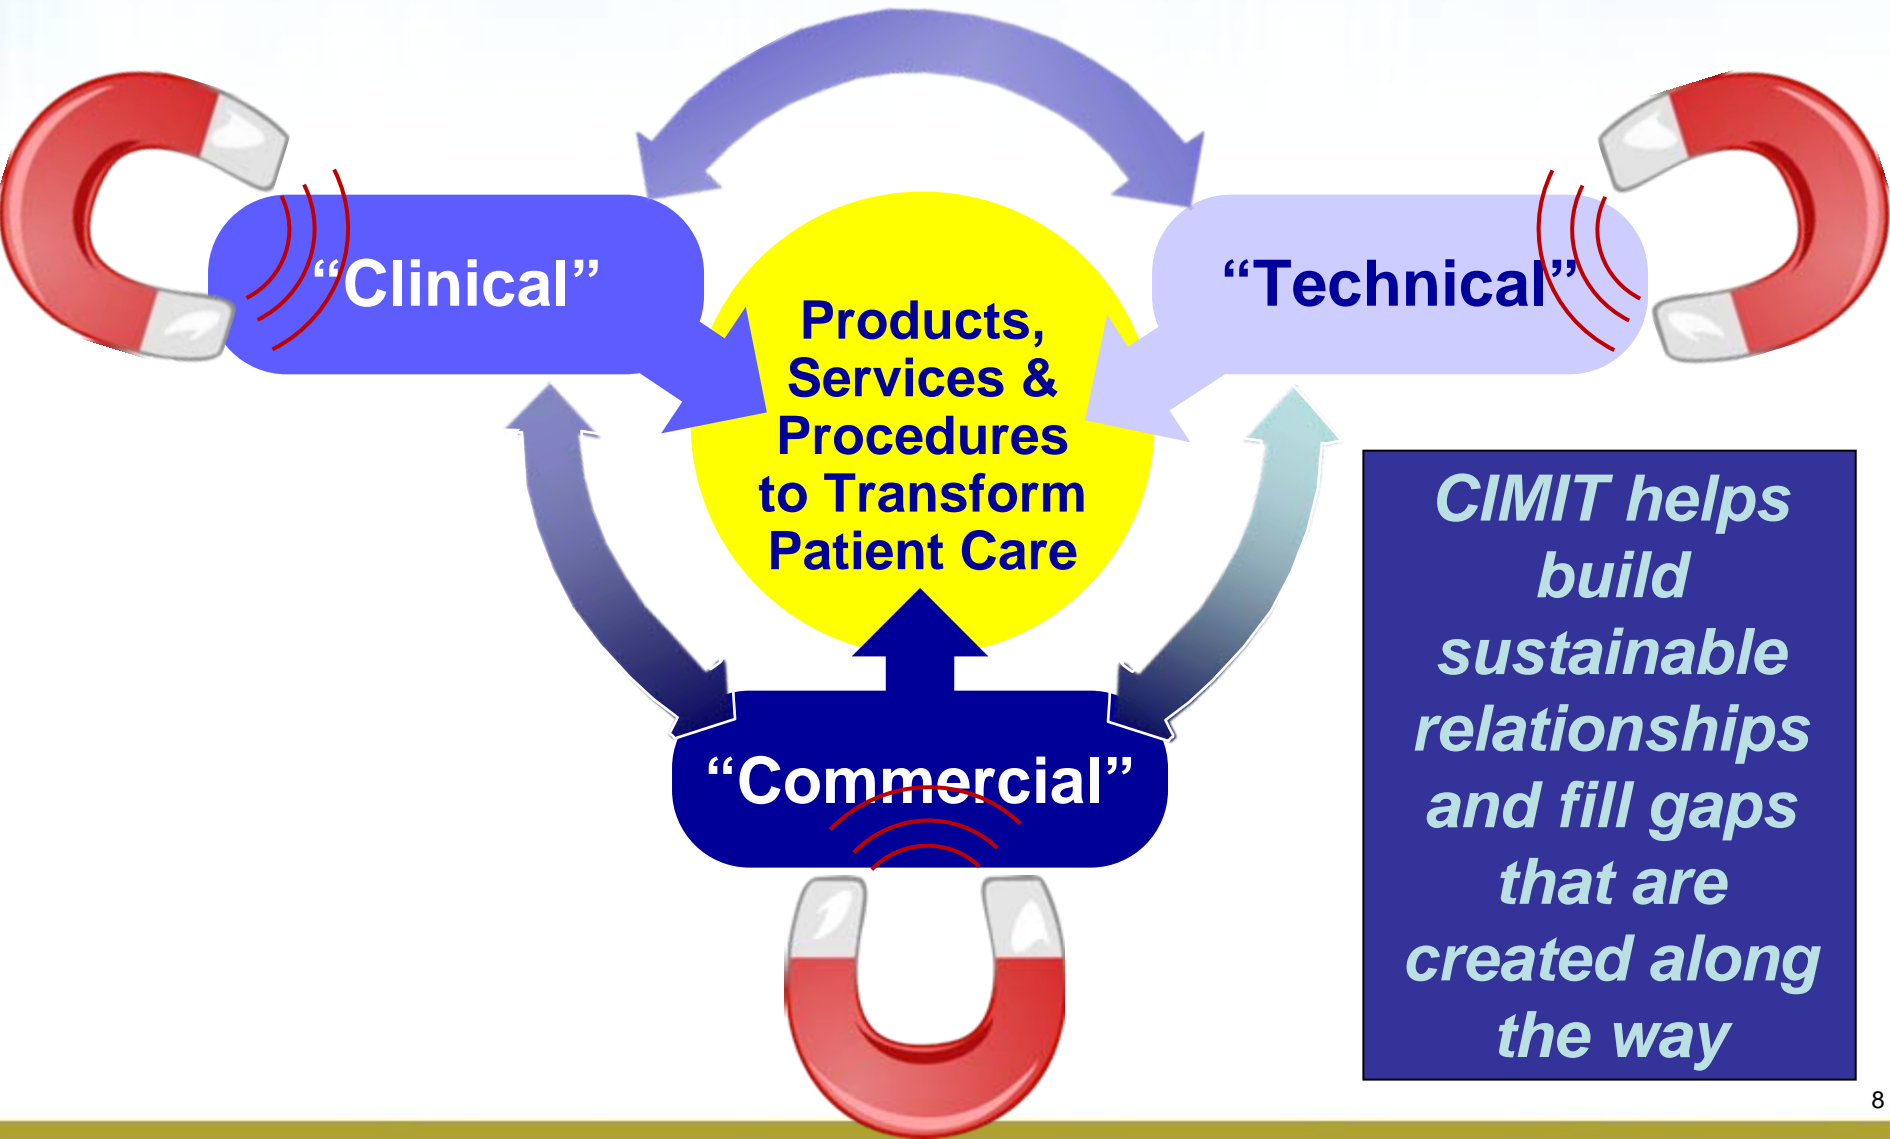 “Clinical”
“Technical”
Products,
Services &
Procedures
to Transform
Patient Care
“Commercial”
CIMIT helps
build
sustainable
relationships
and fill gaps
that are
created along
the way
8